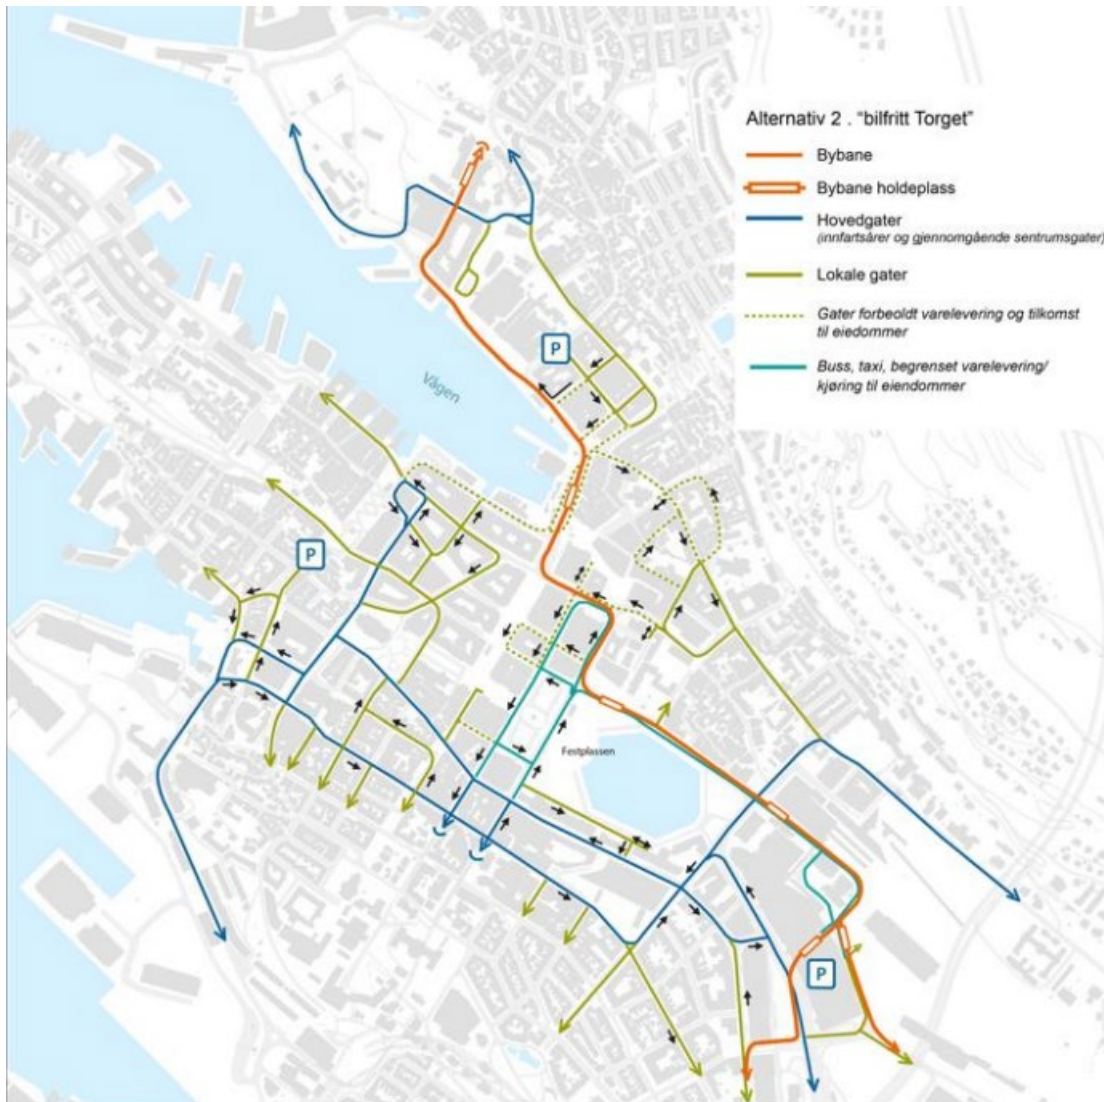 Alternativ 2 . "bilfritt Torget"
Bybane
Bybane holdeplass
Hovedgater
(innfartsårer og gjennomgående sentrumsgater)
Lokale gater
Gater forbeoldt varelevering og tilkomst
til eiedommer
Buss, taxi, begrenset varelevering/
kjøring til eiendommer
P
Vågen
P
Festplassen
P